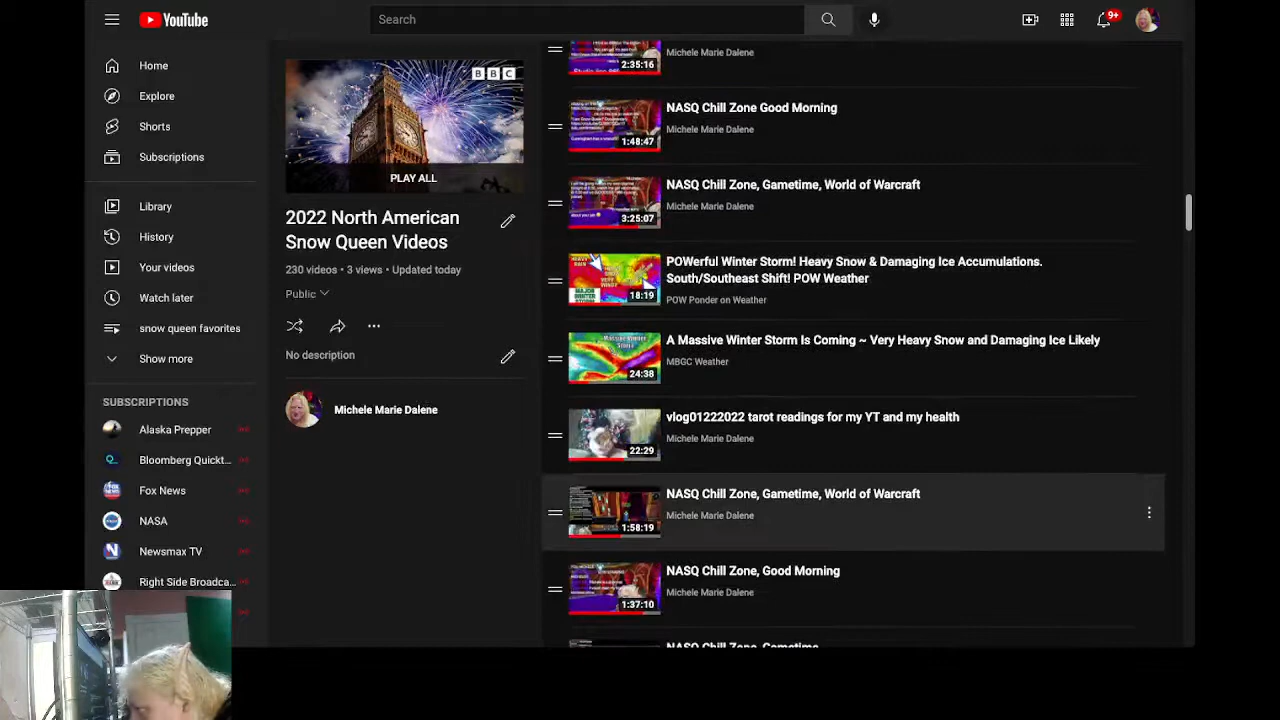 YouTube
Search
9+
Home
Explore
Shorts
Subscriptions
Library
History
Your videos
Watch later
snow queen favorites
Show more
SUBSCRIPTIONS
Alaska Prepper
Bloomberg Quickt...
Fox News
NASA
Newsmax TV
Right Side Broadca...
BBC
PLAY ALL
2022 North American
Snow Queen Videos
230 videos • 3 views • Updated today
Public
No description
Michele Marie Dalene
2:35:16
Michele Marie Dalene
1:48:47
NASQ Chill Zone Good Morning
Michele Marie Dalene
3:25:07
NASQ Chill Zone, Gametime, World of Warcraft
Michele Marie Dalene
18:19
POWerful Winter Storm! Heavy Snow & Damaging Ice Accumulations.
South/Southeast Shift! POW Weather
POW Ponder on Weather
24:38
A Massive Winter Storm Is Coming ~ Very Heavy Snow and Damaging Ice Likely
MBGC Weather
22:29
vlog01222022 tarot readings for my YT and my health
Michele Marie Dalene
1:58:19
NASQ Chill Zone, Gametime, World of Warcraft
Michele Marie Dalene
1:37:10
NASQ Chill Zone, Good Morning
Michele Marie Dalene
NASQ Chill Zone, Gametime